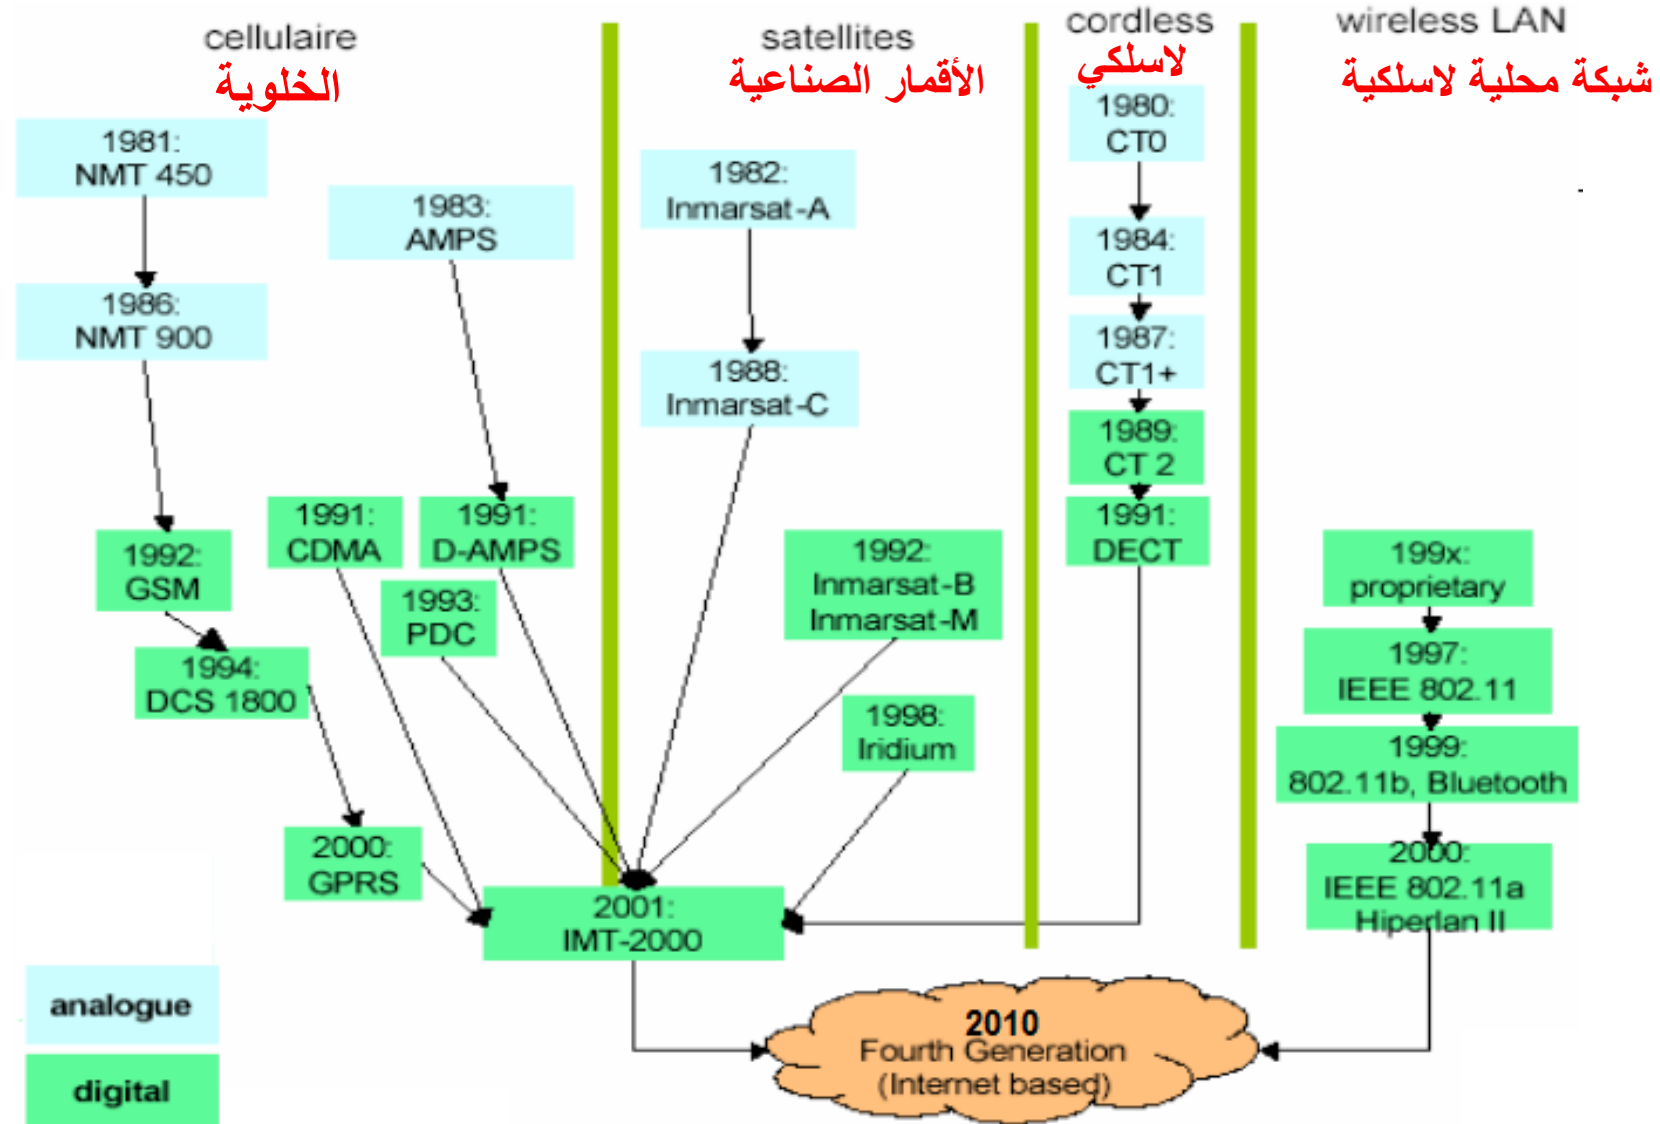 cellulaire
الخلوية
1981:
NMT 450
1986:
NMT 900
1983:
AMPS
1992:
GSM
1991:
CDMA
1991:
D-AMPS
1993:
PDC
1994:
DCS 1800
2000:
GPRS
satellites
الأقمار الصناعية
1982:
Inmarsat-A
1988:
Inmarsat-C
1992:
Inmarsat-B
Inmarsat-M
1998:
Iridium
2001:
IMT-2000
cordless
لاسلكي
1980:
CT0
1984:
CT1
1987:
CT1+
1989:
CT 2
1991:
DECT
wireless LAN
شبكة محلية لاسلكية
199x:
proprietary
1997:
IEEE 802.11
1999:
802.11b, Bluetooth
2000:
IEEE 802.11a
Hiperlan II
2010
Fourth Generation
(Internet based)
analogue
digital